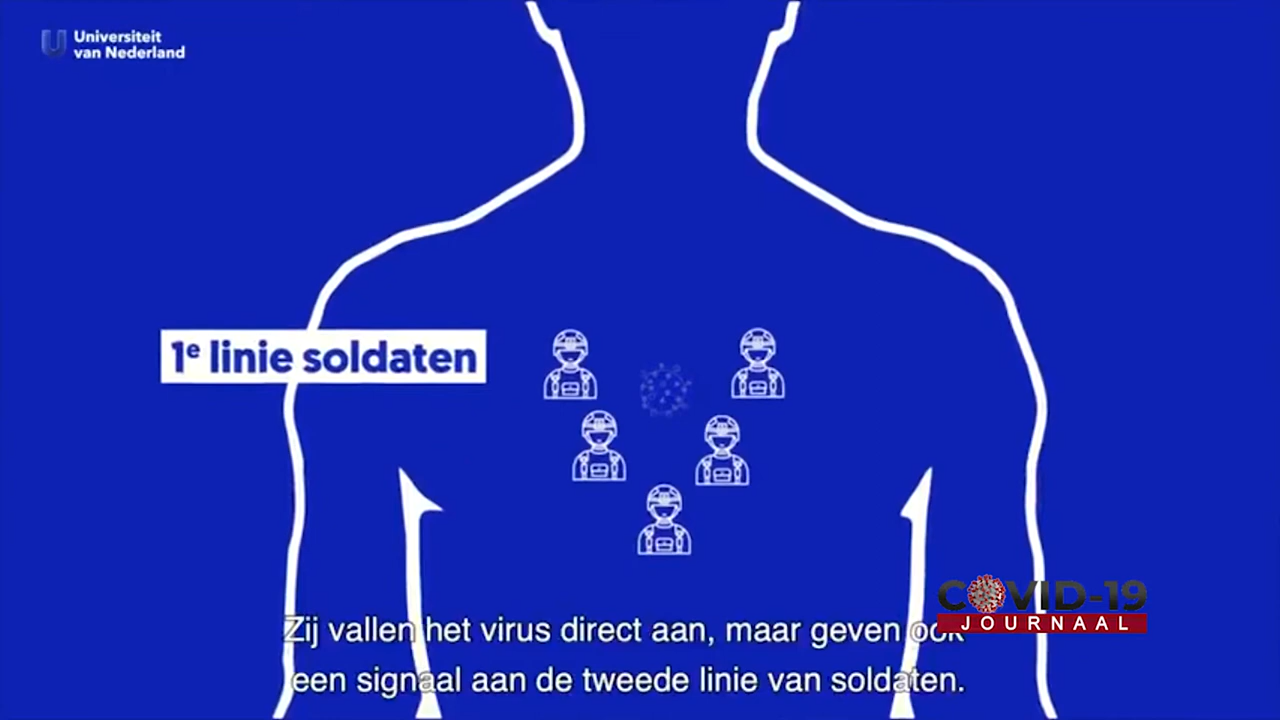 Universiteit
van Nederland
1e linie soldaten
COVID-19
JOURNAAL
Zij vallen het virus direct aan, maar geven ook
een signaal aan de tweede linie van soldaten.